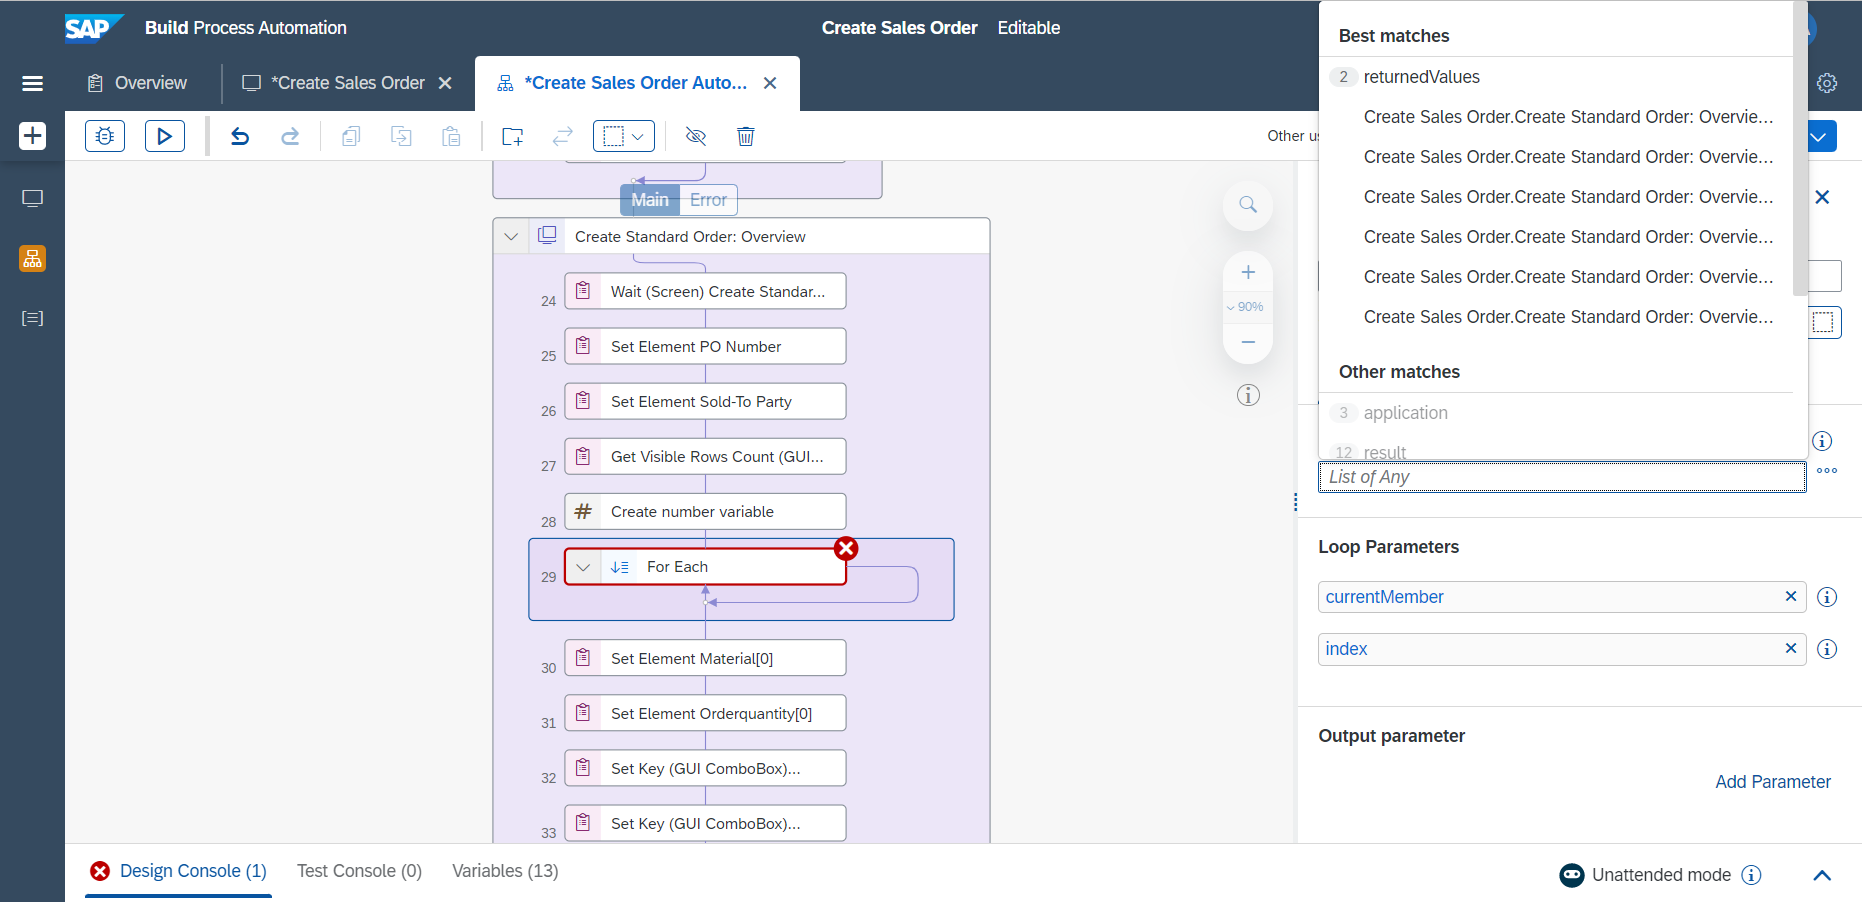 SAP
Build Process Automation
Create Sales Order Editable
Overview
*Create Sales Order
*Create Sales Order Auto...
Other us
Main
Error
Create Standard Order: Overview
24
Wait (Screen) Create Standar...
25
Set Element PO Number
26
Set Element Sold-To Party
27
Get Visible Rows Count (GUI...
28
# Create number variable
29
For Each
30
Set Element Material[0]
31
Set Element Orderquantity[0]
32
Set Key (GUI ComboBox)...
33
Set Key (GUI ComboBox)...
90%
Best matches
2 returnedValues
Create Sales Order.Create Standard Order: Overvie...
Create Sales Order.Create Standard Order: Overvie...
Create Sales Order.Create Standard Order: Overvie...
Create Sales Order.Create Standard Order: Overvie...
Create Sales Order.Create Standard Order: Overvie...
Create Sales Order.Create Standard Order: Overvie...
Other matches
3 application
12 result
List of Any
Loop Parameters
currentMember
index
Output parameter
Add Parameter
Design Console (1)
Test Console (0)
Variables (13)
Unattended mode